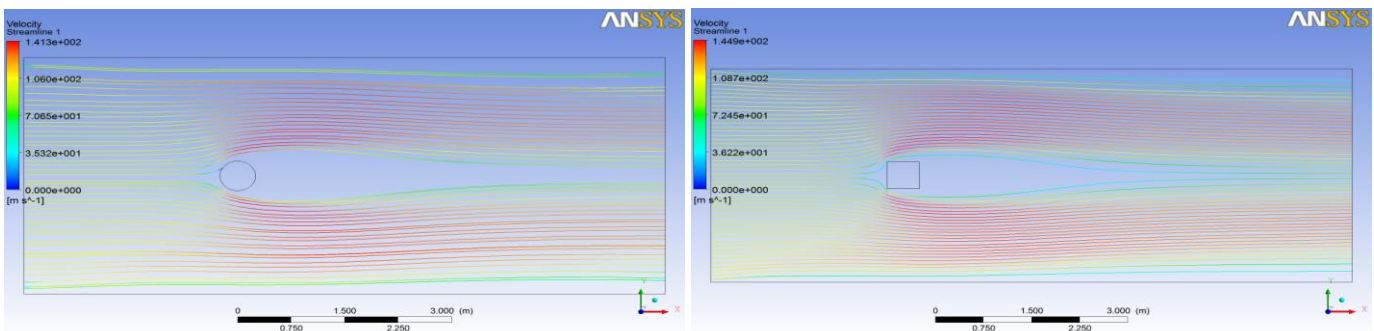 ANSYS
Velocity
Streamline 1
1.413e+002
1.060e+002
7.065e+001
3.532e+001
0.000e+000
[m s^-1]
0 1.500 3.000 (m)
0.750 2.250
Y
X
ANSYS
Velocity
Streamline 1
1.449e+002
1.087e+002
7.245e+001
3.622e+001
0.000e+000
[m s^-1]
0 1.500 3.000 (m)
0.750 2.250
X